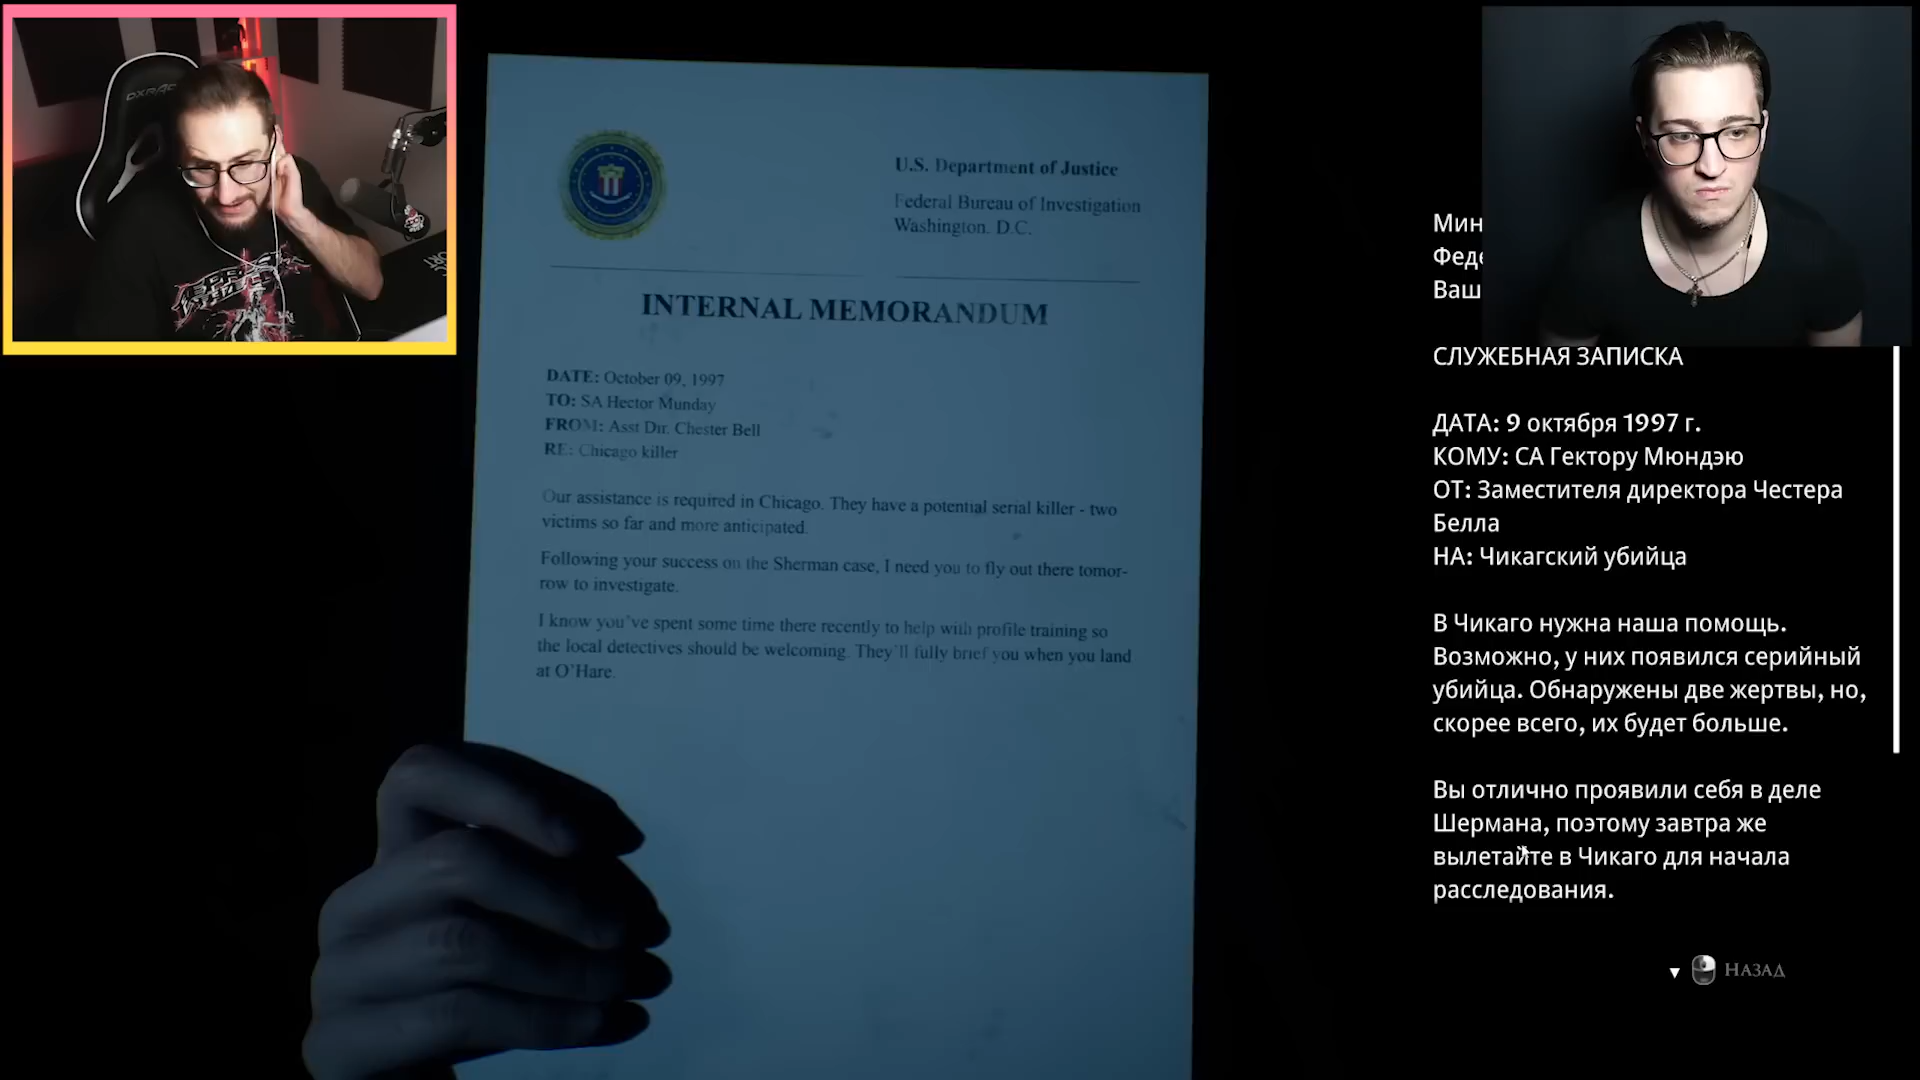 DXRAC
U.S. Department of Justice
Federal Bureau of Investigation
Washington. D.C.
INTERNAL MEMORANDUM
DATE: October 09, 1997
TO: SA Hector Munday
FROM: Asst Dir. Chester Bell
RE: Chicago killer
Our assistance is required in Chicago. They have a potential serial killer - two
victims so far and more anticipated.
Following your success on the Sherman case, I need you to fly out there tomor-
row to investigate.
I know you've spent some time there recently to help with profile training so
the local detectives should be welcoming. They'll fully brief you when you land
at O'Hare.
Мин
Феде
Ваш
СЛУЖЕБНАЯ ЗАПИСКА
ДАТА: 9 октября 1997 г.
КОМУ: СА Гектору Мюндэю
ОТ: Заместителя директора Честера
Белла
НА: Чикагский убийца
В Чикаго нужна наша помощь.
Возможно, у них появился серийный
убийца. Обнаружены две жертвы, но,
скорее всего, их будет больше.
Вы отлично проявили себя в деле
Шермана, поэтому завтра же
вылетайте в Чикаго для начала
расследования.
НАЗАД